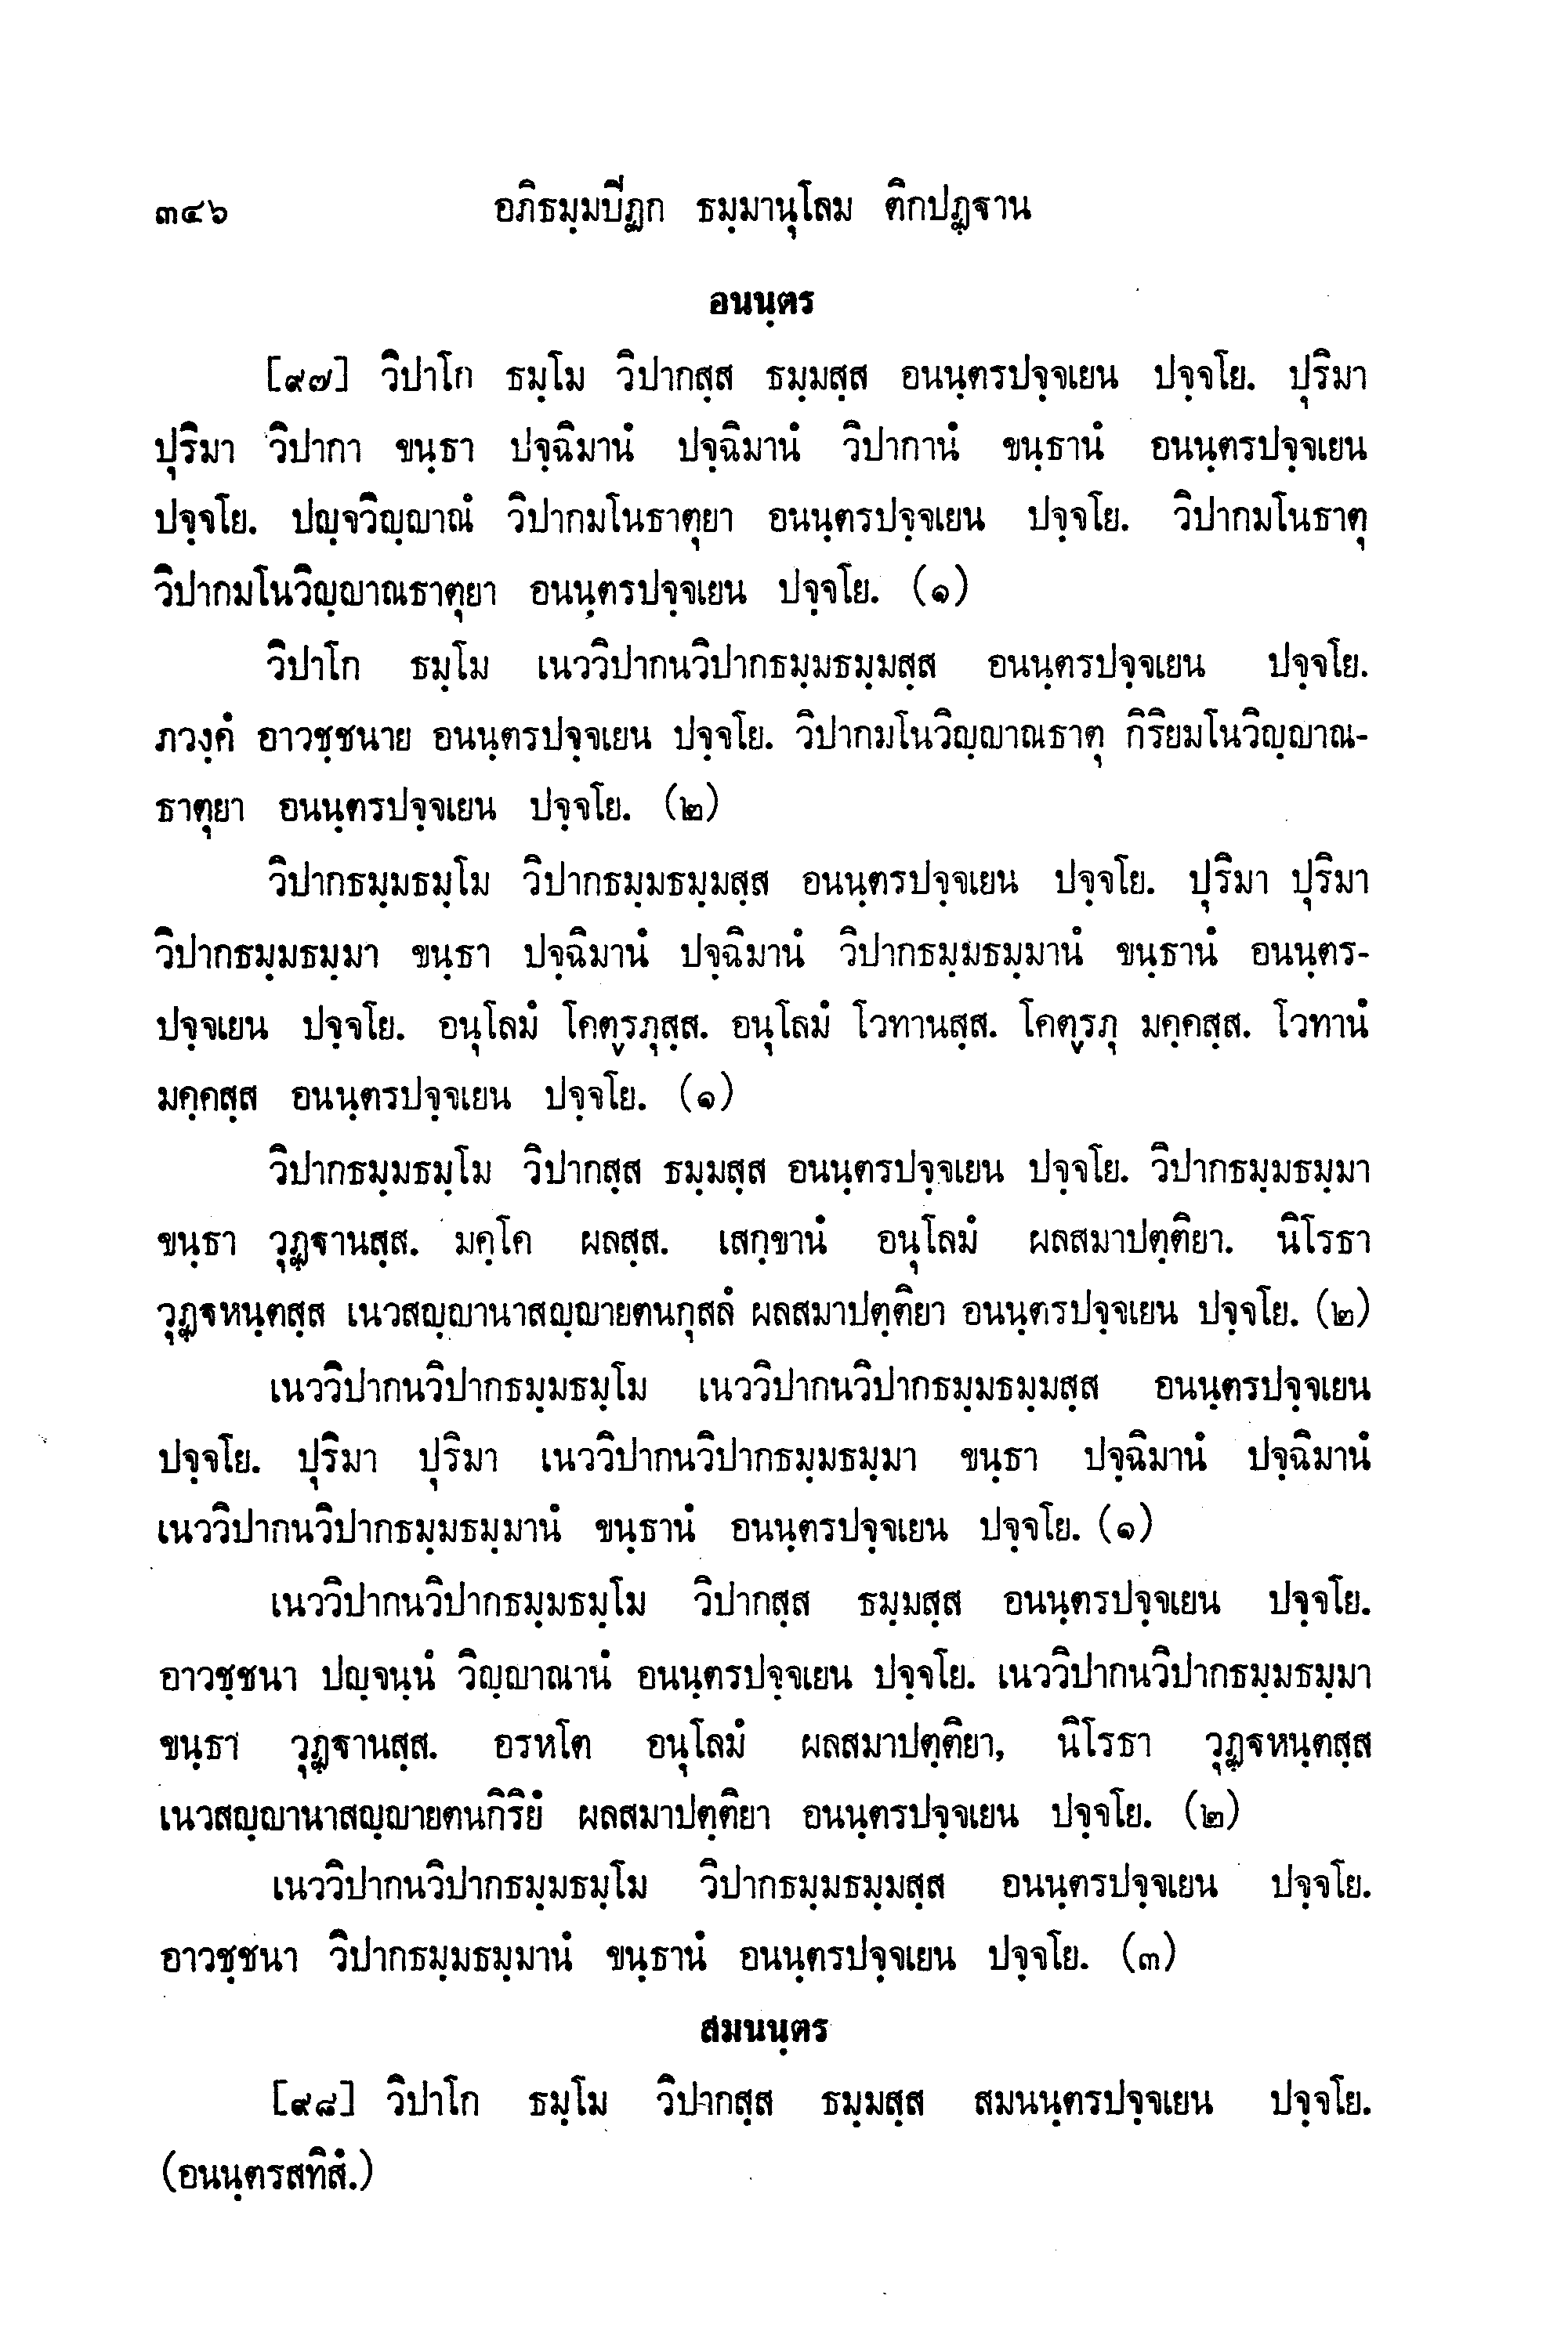 ๓๔๖ อภิธมฺมปีฏก ธมฺมานุโลม ติกปฏฺฐาน
อนนฺตร
[๙๗] วิปาโก ธมฺโม วิปากสฺส ธมฺมสฺส อนนฺตรปจฺจเยน ปจฺจโย. ปุริมา
ปุริมา วิปากา ขนฺธา ปจฺฉิมานํ ปจฺฉิมานํ วิปากานํ ขนฺธานํ อนนฺตรปจฺจเยน
ปจฺจโย. ปญฺจวิญฺญาณํ วิปากมโนธาตุยา อนนฺตรปจฺจเยน ปจฺจโย. วิปากมโนธาตุ
วิปากมโนวิญฺญาณธาตุยา อนนฺตรปจฺจเยน ปจฺจโย. (๑)
วิปาโก ธมฺโม เนววิปากนวิปากธมฺมธมฺมสฺส อนนฺตรปจฺจเยน ปจฺจโย.
ภวงฺคํ อาวชฺชนาย อนนฺตรปจฺจเยน ปจฺจโย. วิปากมโนวิญฺญาณธาตุ กิริยมโนวิญฺญาณ-
ธาตุยา อนนฺตรปจฺจเยน ปจฺจโย. (๒)
วิปากธมฺมธมฺโม วิปากธมฺมธมฺมสฺส อนนฺตรปจฺจเยน ปจฺจโย. ปุริมา ปุริมา
วิปากธมฺมธมฺมา ขนฺธา ปจฺฉิมานํ ปจฺฉิมานํ วิปากธมฺมธมฺมานํ ขนฺธานํ อนนฺตร-
ปจฺจเยน ปจฺจโย. อนุโลมํ โคตฺรภุสฺส. อนุโลมํ โวทานสฺส. โคตฺรภุ มคฺคสฺส. โวทานํ
มคฺคสฺส อนนฺตรปจฺจเยน ปจฺจโย. (๑)
วิปากธมฺมธมฺโม วิปากสฺส ธมฺมสฺส อนนฺตรปจฺจเยน ปจฺจโย. วิปากธมฺมธมฺมา
ขนฺธา วุฏฺฐานสฺส. มคฺโค ผลสฺส. เสกฺขานํ อนุโลมํ ผลสมาปตฺติยา. นิโรธา
วุฏฺฐหนฺตสฺส เนวสญฺญานาสญฺญายตนกุสลํ ผลสมาปตฺติยา อนนฺตรปจฺจเยน ปจฺจโย. (๒)
เนววิปากนวิปากธมฺมธมฺโม เนววิปากนวิปากธมฺมธมฺมสฺส อนนฺตรปจฺจเยน
ปจฺจโย. ปุริมา ปุริมา เนววิปากนวิปากธมฺมธมฺมา ขนฺธา ปจฺฉิมานํ ปจฺฉิมานํ
เนววิปากนวิปากธมฺมธมฺมานํ ขนฺธานํ อนนฺตรปจฺจเยน ปจฺจโย. (๑)
เนววิปากนวิปากธมฺมธมฺโม วิปากสฺส ธมฺมสฺส อนนฺตรปจฺจเยน ปจฺจโย.
อาวชฺชนา ปญฺจนฺนํ วิญฺญาณานํ อนนฺตรปจฺจเยน ปจฺจโย. เนววิปากนวิปากธมฺมธมฺมา
ขนฺธา วุฏฺฐานสฺส. อรหโต อนุโลมํ ผลสมาปตฺติยา, นิโรธา วุฏฺฐหนฺตสฺส
เนวสญฺญานาสญฺญายตนกิริยํ ผลสมาปตฺติยา อนนฺตรปจฺจเยน ปจฺจโย. (๒)
เนววิปากนวิปากธมฺมธมฺโม วิปากธมฺมธมฺมสฺส อนนฺตรปจฺจเยน ปจฺจโย.
อาวชฺชนา วิปากธมฺมธมฺมานํ ขนฺธานํ อนนฺตรปจฺจเยน ปจฺจโย. (๓)
สมนนฺตร
[๙๘] วิปาโก ธมฺโม วิปากสฺส ธมฺมสฺส สมนนฺตรปจฺจเยน ปจฺจโย.
(อนนฺตรสทิสํ.)